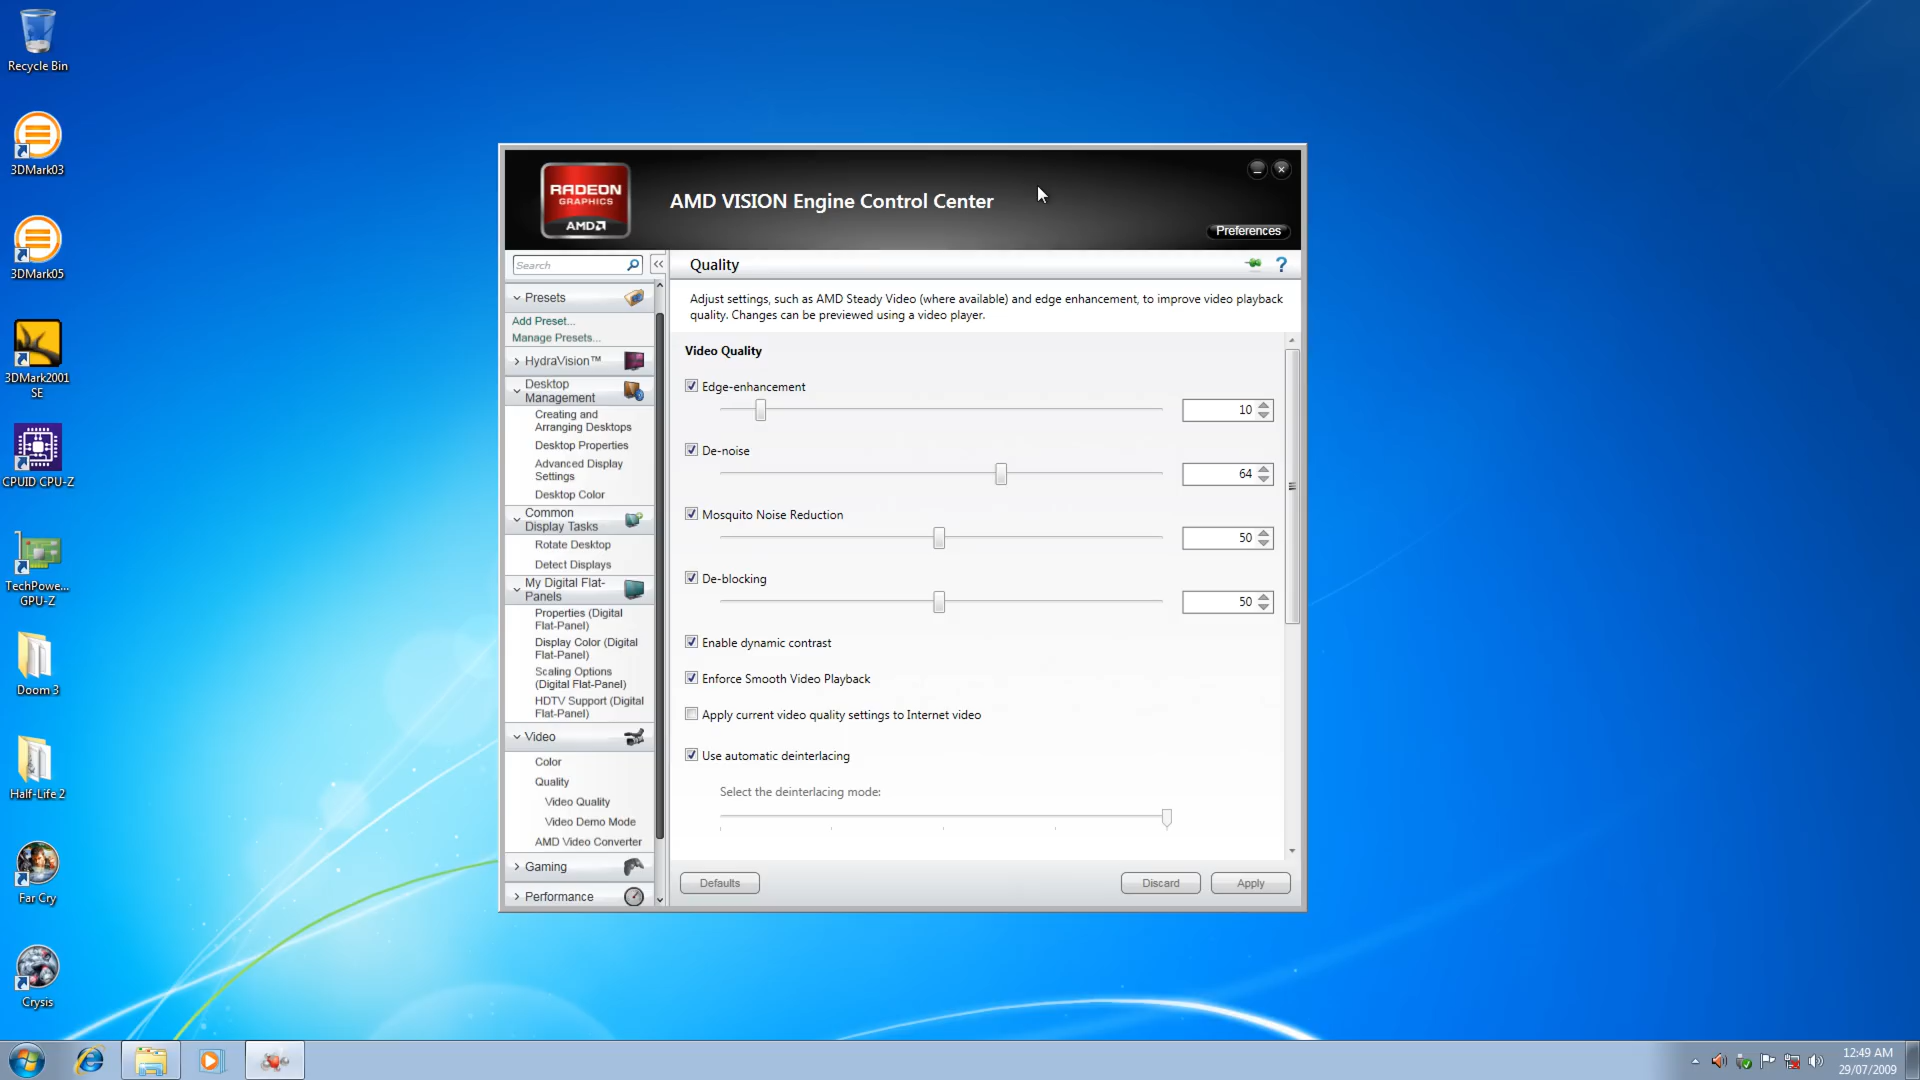 Recycle Bin
3DMark03
3DMark05
3DMark2001
SE
CPUID CPU-Z
TechPowe...
GPU-Z
Doom 3
Half-Life 2
Far Cry
Crysis
RADEON
GRAPHICS
AMD
AMD VISION Engine Control Center
Preferences
Search
Quality
?
Presets
Add Preset...
Manage Presets...
HydraVision™
Desktop
Management
Creating and
Arranging Desktops
Desktop Properties
Advanced Display
Settings
Desktop Color
Common
Display Tasks
Rotate Desktop
Detect Displays
My Digital Flat-
Panels
Properties (Digital
Flat-Panel)
Display Color (Digital
Flat-Panel)
Scaling Options
(Digital Flat-Panel)
HDTV Support (Digital
Flat-Panel)
Video
Color
Quality
Video Quality
Video Demo Mode
AMD Video Converter
Gaming
Performance
Adjust settings, such as AMD Steady Video (where available) and edge enhancement, to improve video playback
quality. Changes can be previewed using a video player.
Video Quality
Edge-enhancement
10
De-noise
64
Mosquito Noise Reduction
50
De-blocking
50
Enable dynamic contrast
Enforce Smooth Video Playback
Apply current video quality settings to Internet video
Use automatic deinterlacing
Select the deinterlacing mode:
Defaults
Discard
Apply
12:49 AM
29/07/2009